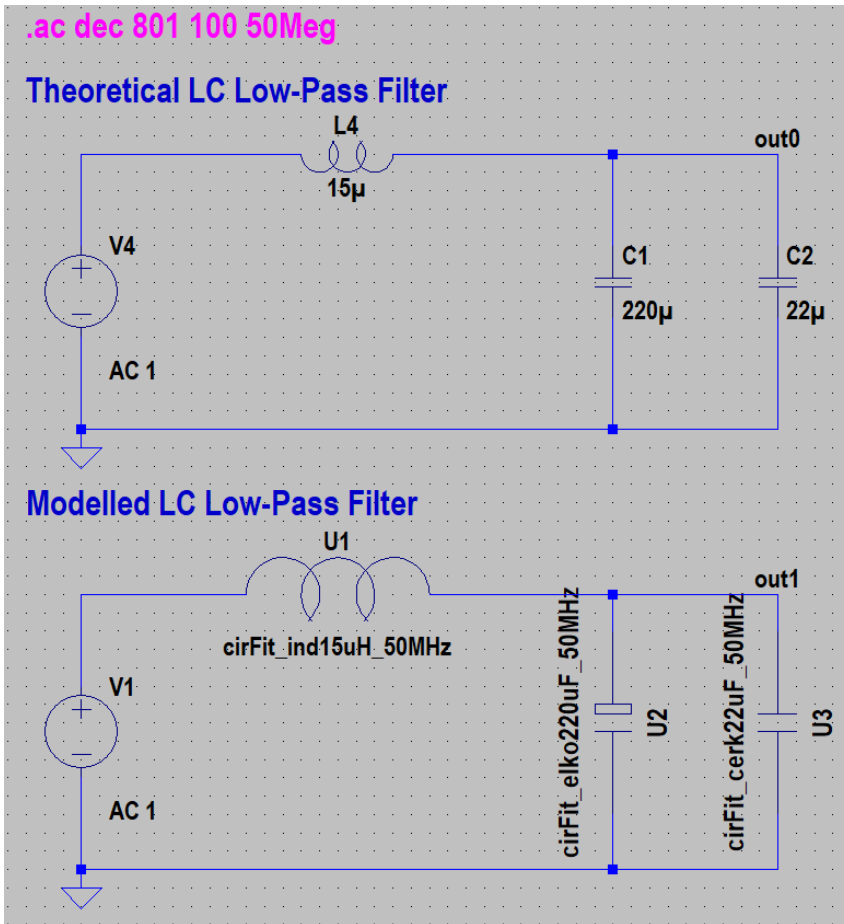 .ac dec 801 100 50Meg
Theoretical LC Low-Pass Filter
L4
15µ
out0
V4
AC 1
C1
220µ
C2
22µ
Modelled LC Low-Pass Filter
U1
cirFit_ind15uH_50MHz
out1
V1
AC 1
cirFit_elko220uF_50MHz
U2
cirFit_cerk22uF_50MHz
U3